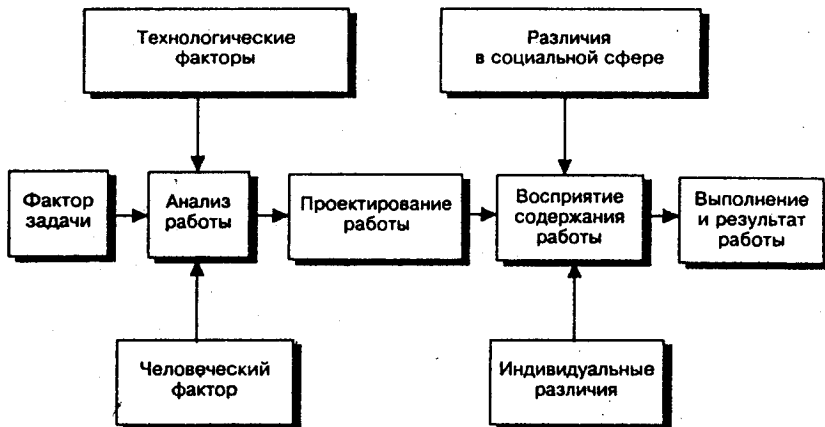 Технологические
факторы
Различия
в социальной сфере
Фактор
задачи
Анализ
работы
Проектирование
работы
Восприятие
содержания
работы
Выполнение
и результат
работы
Человеческий
фактор
Индивидуальные
различия